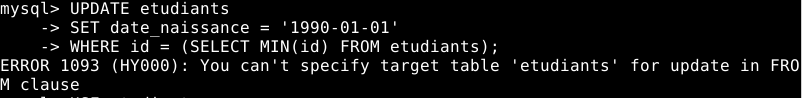 mysql> UPDATE etudiants
    -> SET date_naissance = '1990-01-01'
    -> WHERE id = (SELECT MIN(id) FROM etudiants);
ERROR 1093 (HY000): You can't specify target table 'etudiants' for update in FRO
M clause